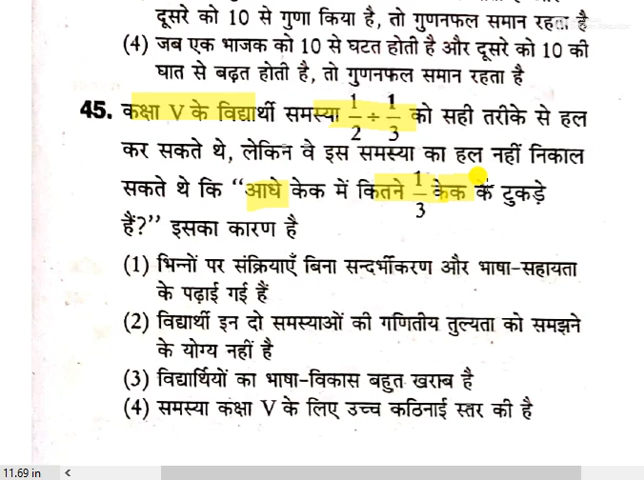 दूसरे को 10 से गुणा किया है, तो गुणनफल समान रहता है
(4) जब एक भाजक को 10 से घटत होती है और दूसरे को 10 की
घात से बढ़त होती है, तो गुणनफल समान रहता है
45. कक्षा V के विद्यार्थी समस्या 1/2 ÷ 1/3 को सही तरीके से हल
कर सकते थे, लेकिन वे इस समस्या का हल नहीं निकाल
सकते थे कि “आधे केक में कितने 1/3 केक के टुकड़े
हैं?” इसका कारण है
(1) भिन्नों पर संक्रियाएँ बिना सन्दर्भीकरण और भाषा-सहायता
के पढ़ाई गई हैं
(2) विद्यार्थी इन दो समस्याओं की गणितीय तुल्यता को समझने
के योग्य नहीं है
(3) विद्यार्थियों का भाषा-विकास बहुत खराब है
(4) समस्या कक्षा V के लिए उच्च कठिनाई स्तर की है
11.69 in